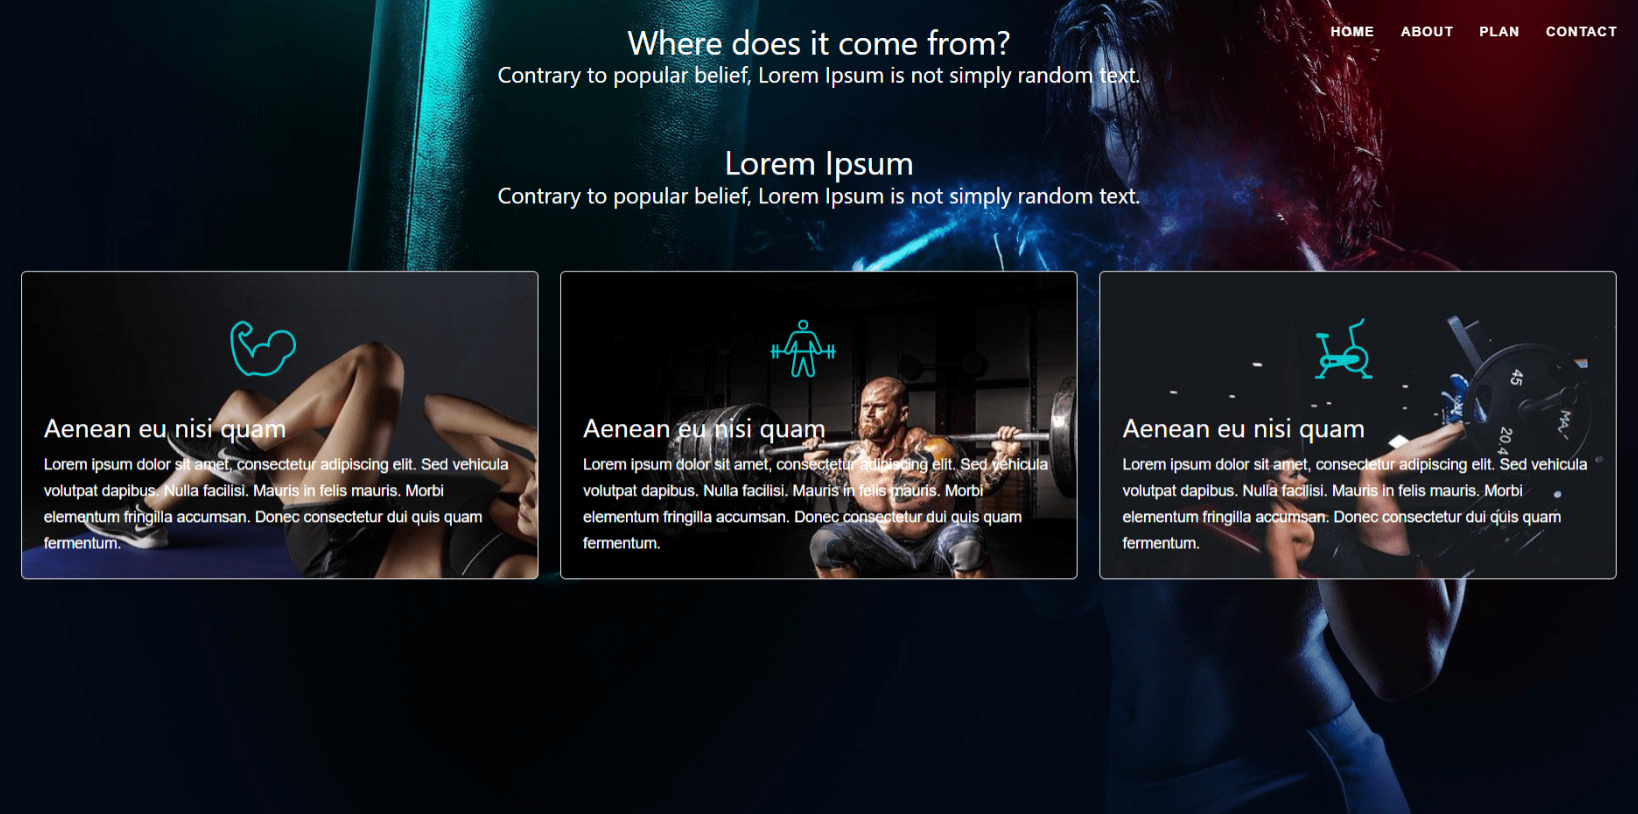 HOME ABOUT PLAN CONTACT
Where does it come from?
Contrary to popular belief, Lorem Ipsum is not simply random text.
Lorem Ipsum
Contrary to popular belief, Lorem Ipsum is not simply random text.
Aenean eu nisi quam
Lorem ipsum dolor sit amet, consectetur adipiscing elit. Sed vehicula
volutpat dapibus. Nulla facilisi. Mauris in felis mauris. Morbi
elementum fringilla accumsan. Donec consectetur dui quis quam
fermentum.
Aenean eu nisi quam
Lorem ipsum dolor sit amet, consectetur adipiscing elit. Sed vehicula
volutpat dapibus. Nulla facilisi. Mauris in felis mauris. Morbi
elementum fringilla accumsan. Donec consectetur dui quis quam
fermentum.
45
Aenean eu nisi quam
Lorem ipsum dolor sit amet, consectetur adipiscing elit. Sed vehicula
volutpat dapibus. Nulla facilisi. Mauris in felis mauris. Morbi
elementum fringilla accumsan. Donec consectetur dui quis quam
fermentum.